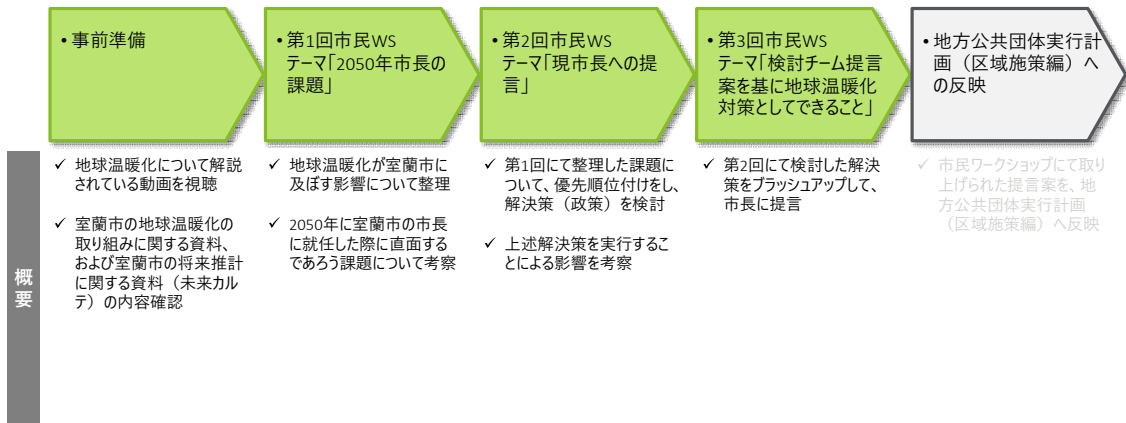 • 事前準備
• 第1回市民WS
テーマ「2050年市長の
課題」
• 第2回市民WS
テーマ「現市長への提
言」
• 第3回市民WS
テーマ「検討チーム提言
案を基に地球温暖化
対策としてできること」
• 地方公共団体実行計
画（区域施策編）へ
の反映
概要
✓ 地球温暖化について解説
されている動画を視聴
✓ 室蘭市の地球温暖化の
取り組みに関する資料、
および室蘭市の将来推計
に関する資料（未来カル
テ）の内容確認
✓ 地球温暖化が室蘭市に
及ぼす影響について整理
✓ 2050年に室蘭市の市長
に就任した際に直面する
であろう課題について考察
✓ 第1回にて整理した課題に
ついて、優先順位付けをし、
解決策（政策）を検討
✓ 上述解決策を実行するこ
とによる影響を考察
✓ 第2回にて検討した解決
策をブラッシュアップして、
市長に提言
✓ 市民ワークショップにて取り
上げられた提言案を、地
方公共団体実行計画
（区域施策編）へ反映